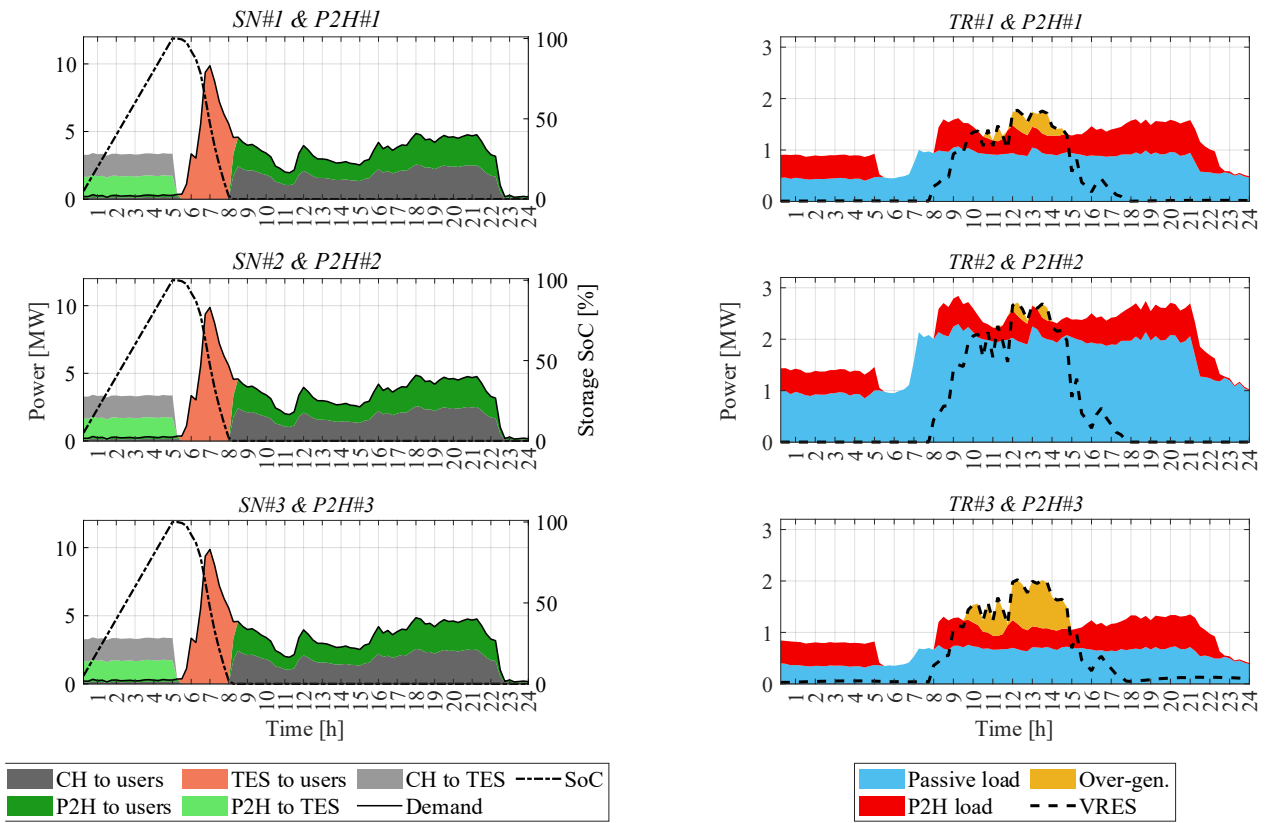 SN#1 & P2H#1
10
5
0
100
50
0
1 2 3 4 5 6 7 8 9 10 11 12 13 14 15 16 17 18 19 20 21 22 23 24
TR#1 & P2H#1
3
2
1
0
1 2 3 4 5 6 7 8 9 10 11 12 13 14 15 16 17 18 19 20 21 22 23 24
SN#2 & P2H#2
Power [MW]
10
5
0
100
50
0
Storage SoC [%]
1 2 3 4 5 6 7 8 9 10 11 12 13 14 15 16 17 18 19 20 21 22 23 24
TR#2 & P2H#2
Power [MW]
3
2
1
0
1 2 3 4 5 6 7 8 9 10 11 12 13 14 15 16 17 18 19 20 21 22 23 24
SN#3 & P2H#3
10
5
0
100
50
0
1 2 3 4 5 6 7 8 9 10 11 12 13 14 15 16 17 18 19 20 21 22 23 24
Time [h]
TR#3 & P2H#3
3
2
1
0
1 2 3 4 5 6 7 8 9 10 11 12 13 14 15 16 17 18 19 20 21 22 23 24
Time [h]
CH to users TES to users CH to TES SoC
P2H to users P2H to TES Demand
Passive load Over-gen.
P2H load VRES